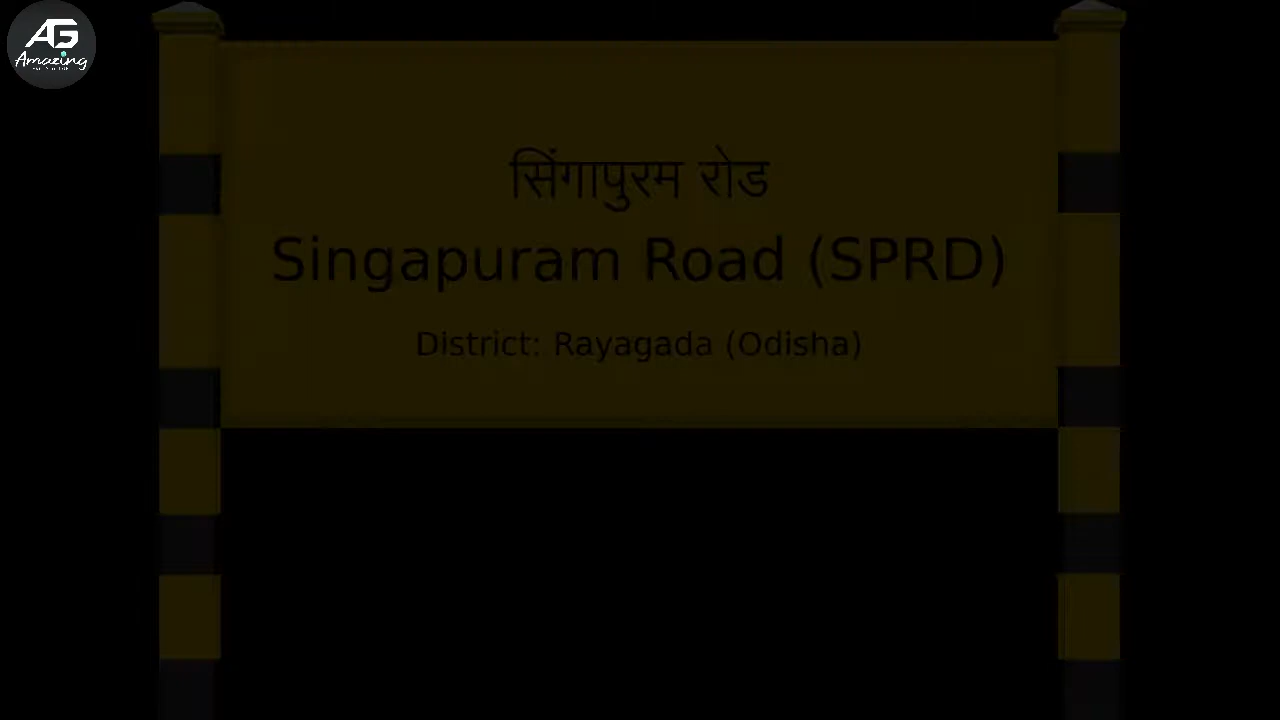 AG
Amazing
सिंगापुरम रोड
Singapuram Road (SPRD)
District: Rayagada (Odisha)